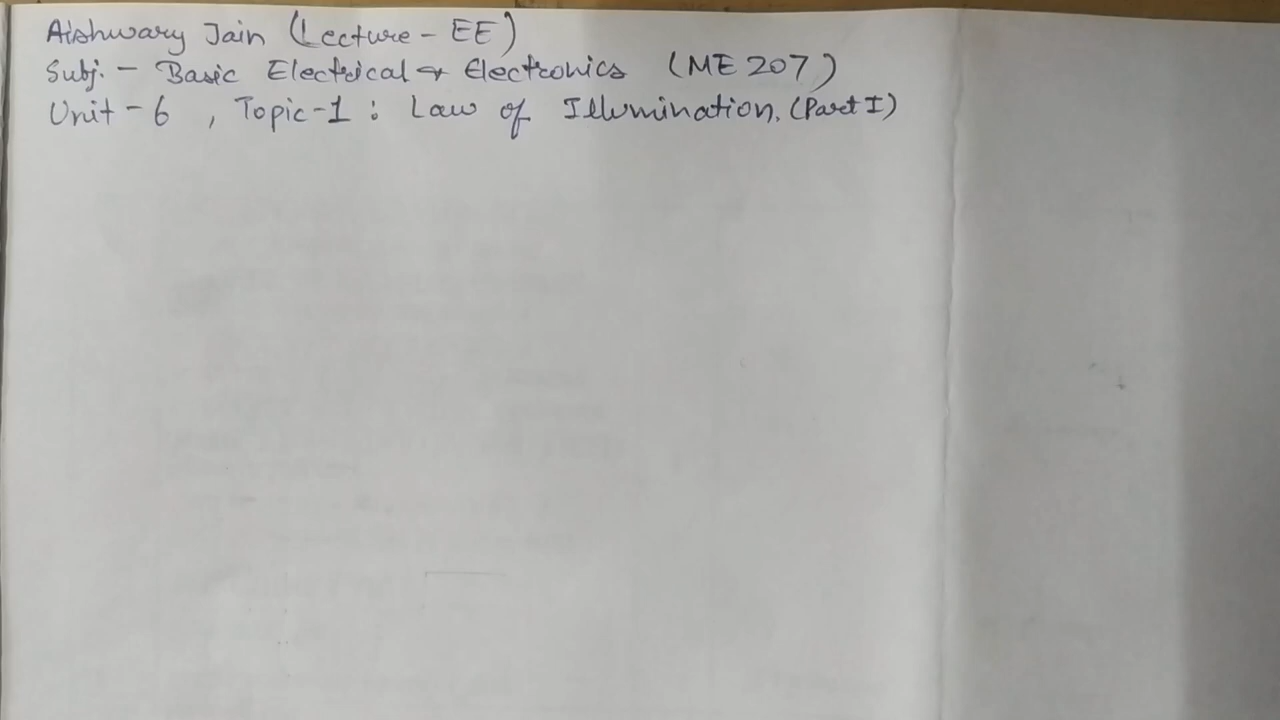 Aishwary Jain (Lecture - EE)
Subj. - Basic Electrical & Electronics (ME 207)
Unit - 6 , Topic-1 : Law of Illumination. (Part I)